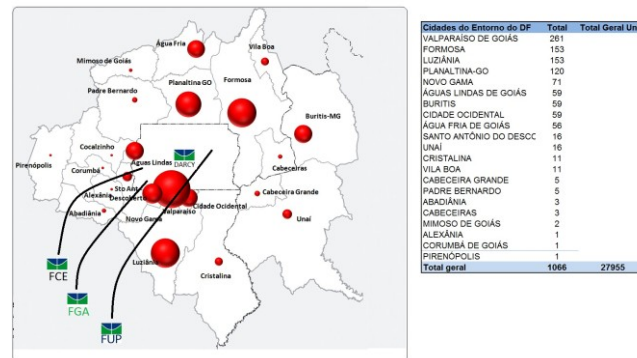 Água Fria
Vila Boa
Mimoso de Goiás
Planaltina GO
Formosa
Padre Bernardo
Buritis-MG
Cocalzinho
Pirenópolis
Águas Lindas
DARCY
Corumbá
Cabeceiras
Sto Ant. Descoberto
Alexânia
Cabeceira Grande
Abadiânia
Novo Gama
Valparaiso
Cidade Ocidental
Unaí
Luziânia
Cristalina
FCE
FGA
FUP
Cidades do Entorno do DF Total Total Geral Un
VALPARAÍSO DE GOIÁS 261
FORMOSA 153
LUZIÂNIA 153
PLANALTINA-GO 120
NOVO GAMA 71
ÁGUAS LINDAS DE GOIÁS 59
BURITIS 59
CIDADE OCIDENTAL 59
ÁGUA FRIA DE GOIÁS 56
SANTO ANTÔNIO DO DESCC 16
UNAÍ 16
CRISTALINA 11
VILA BOA 11
CABECEIRA GRANDE 5
PADRE BERNARDO 5
ABADIÂNIA 3
CABECEIRAS 3
MIMOSO DE GOIÁS 2
ALEXÂNIA 1
CORUMBÁ DE GOIÁS 1
PIRENÓPOLIS 1
Total geral 1066 27955